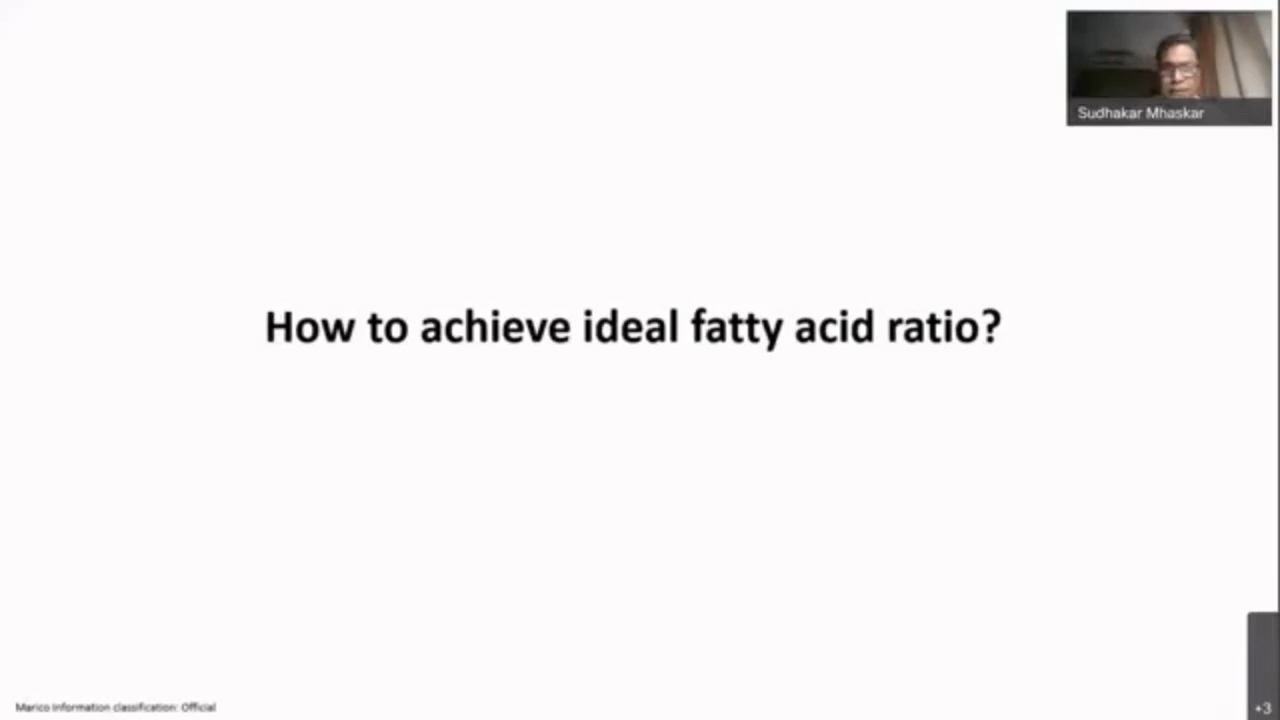 Sudhakar Mhaskar
How to achieve ideal fatty acid ratio?
Marico Information classification: Official
+3